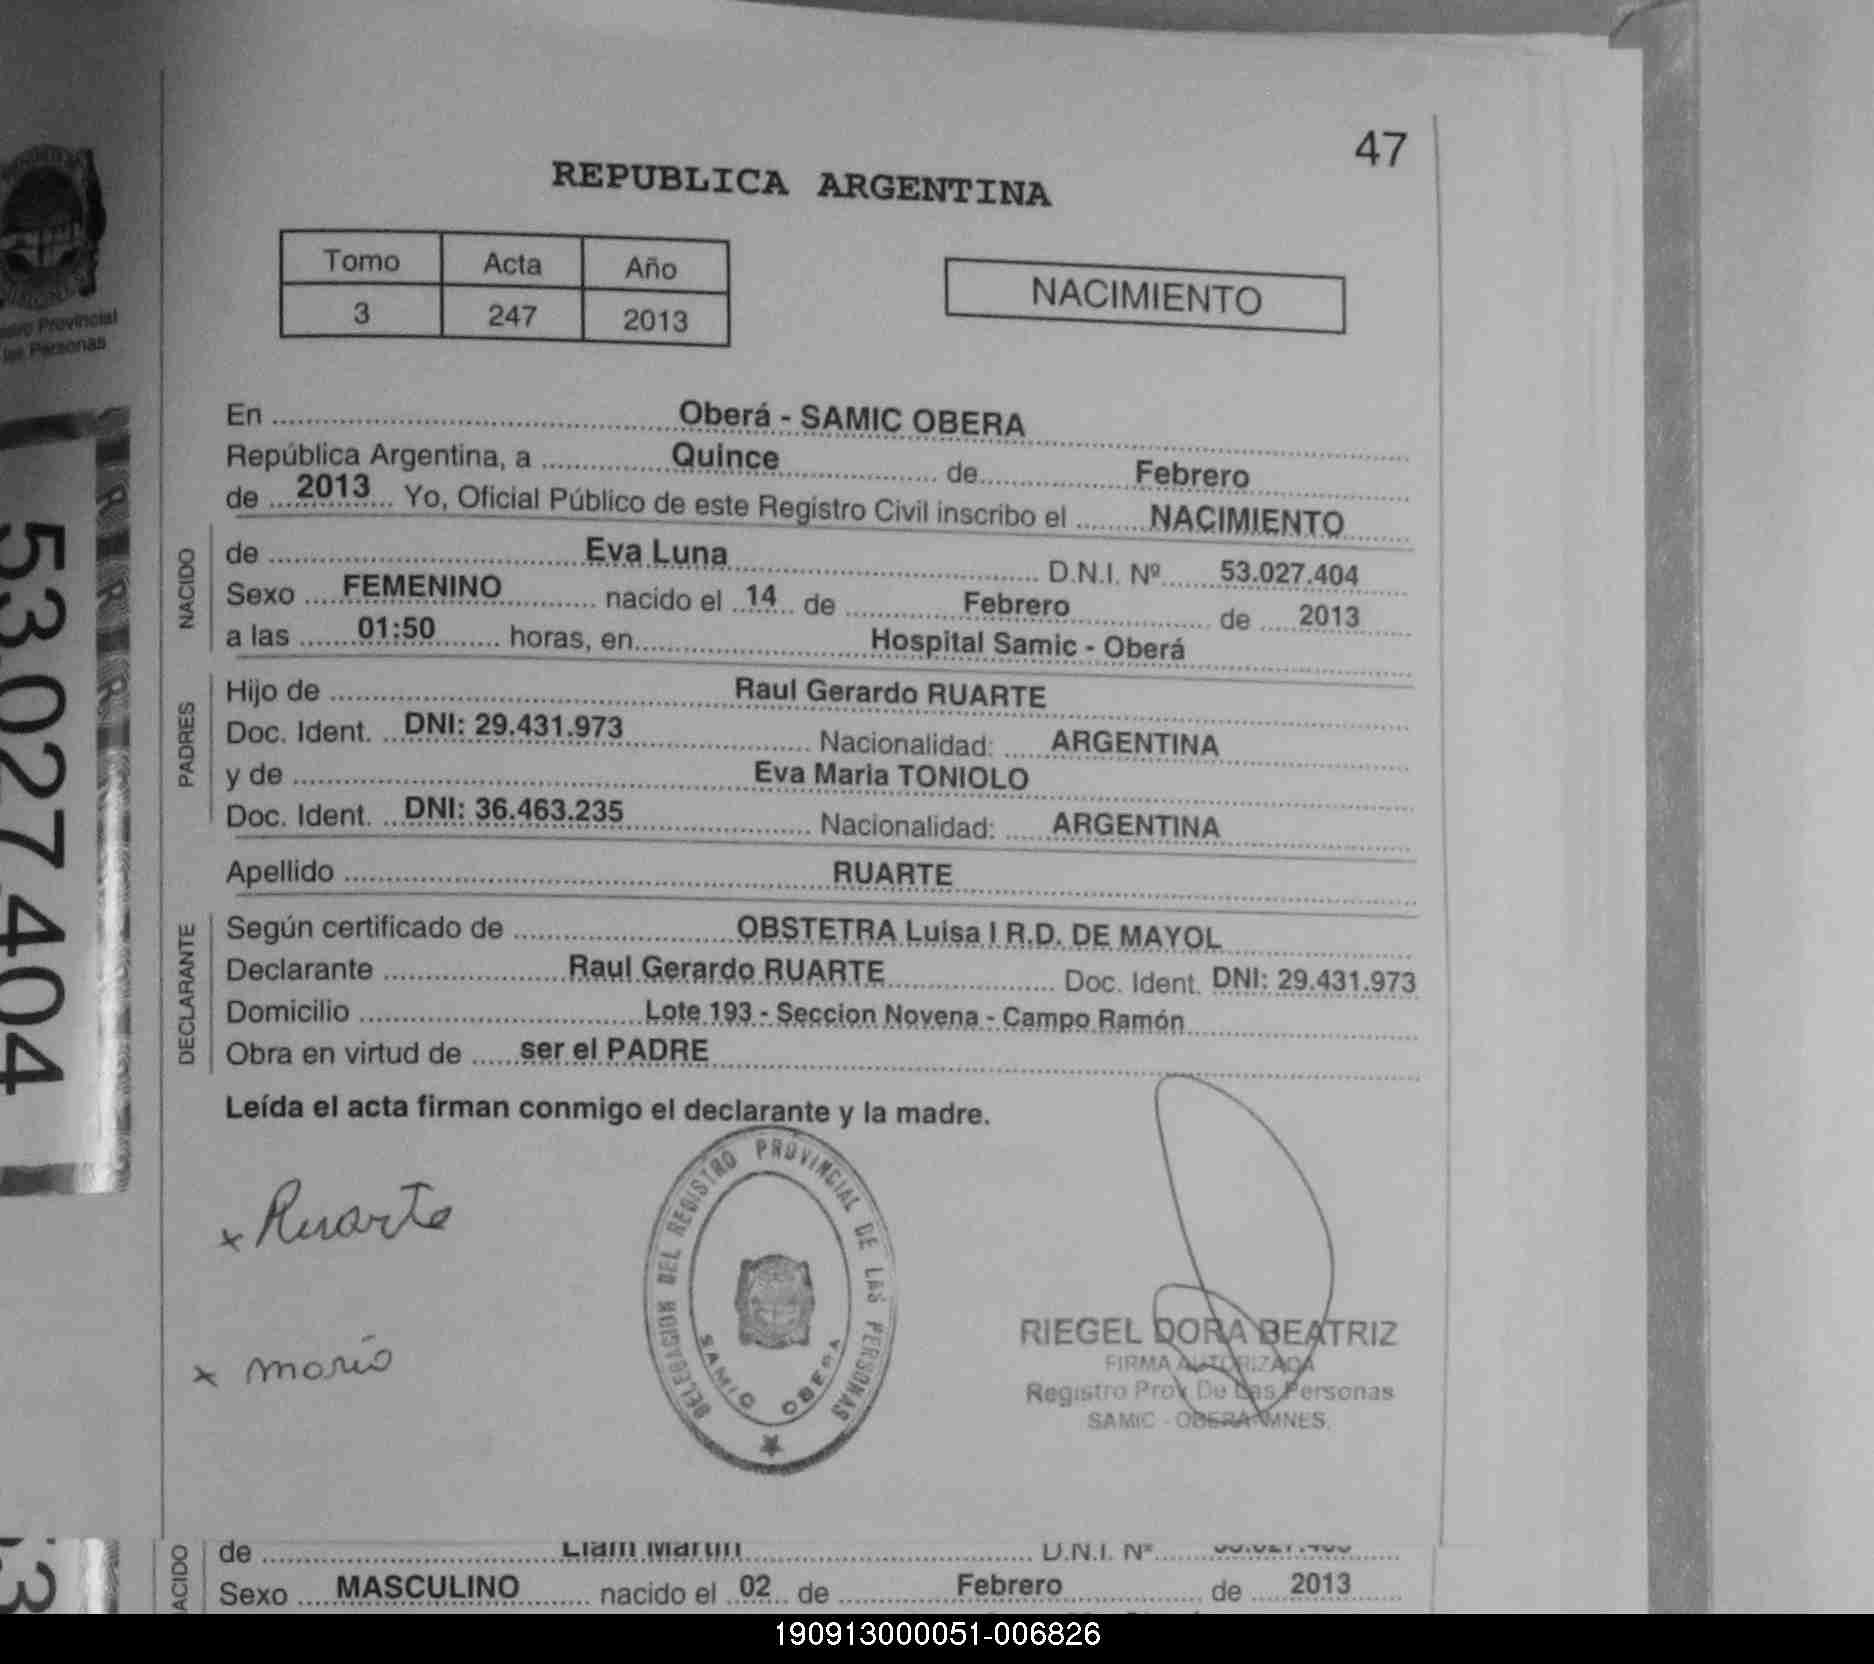 47
REPUBLICA ARGENTINA
Tomo Acta Año
3 247 2013
NACIMIENTO
Provincial
las Personas
53.027.404
En Oberá - SAMIC OBERA
República Argentina, a Quince de Febrero
de 2013 Yo, Oficial Público de este Registro Civil inscribo el NACIMIENTO
NACIDO
de Eva Luna D.N.I. Nº 53.027.404
Sexo FEMENINO nacido el 14 de Febrero de 2013
a las 01:50 horas, en Hospital Samic - Oberá
PADRES
Hijo de Raul Gerardo RUARTE
Doc. Ident. DNI: 29.431.973 Nacionalidad: ARGENTINA
y de Eva Maria TONIOLO
Doc. Ident. DNI: 36.463.235 Nacionalidad: ARGENTINA
Apellido RUARTE
DECLARANTE
Según certificado de OBSTETRA Luisa I R.D. DE MAYOL
Declarante Raul Gerardo RUARTE Doc. Ident. DNI: 29.431.973
Domicilio Lote 193 - Seccion Novena - Campo Ramón
Obra en virtud de ser el PADRE
Leída el acta firman conmigo el declarante y la madre.
x Ruarte
x maria
DELEGACION DEL REGISTRO PROVINCIAL DE LAS PERSONAS
SAMIC OBERA
RIEGEL DORA BEATRIZ
FIRMA AUTORIZADA
Registro Prov. De Las Personas
SAMIC - OBERA - MNES.
de Liam Martin D.N.I. Nº
Sexo MASCULINO nacido el 02 de Febrero de 2013
190913000051-006826